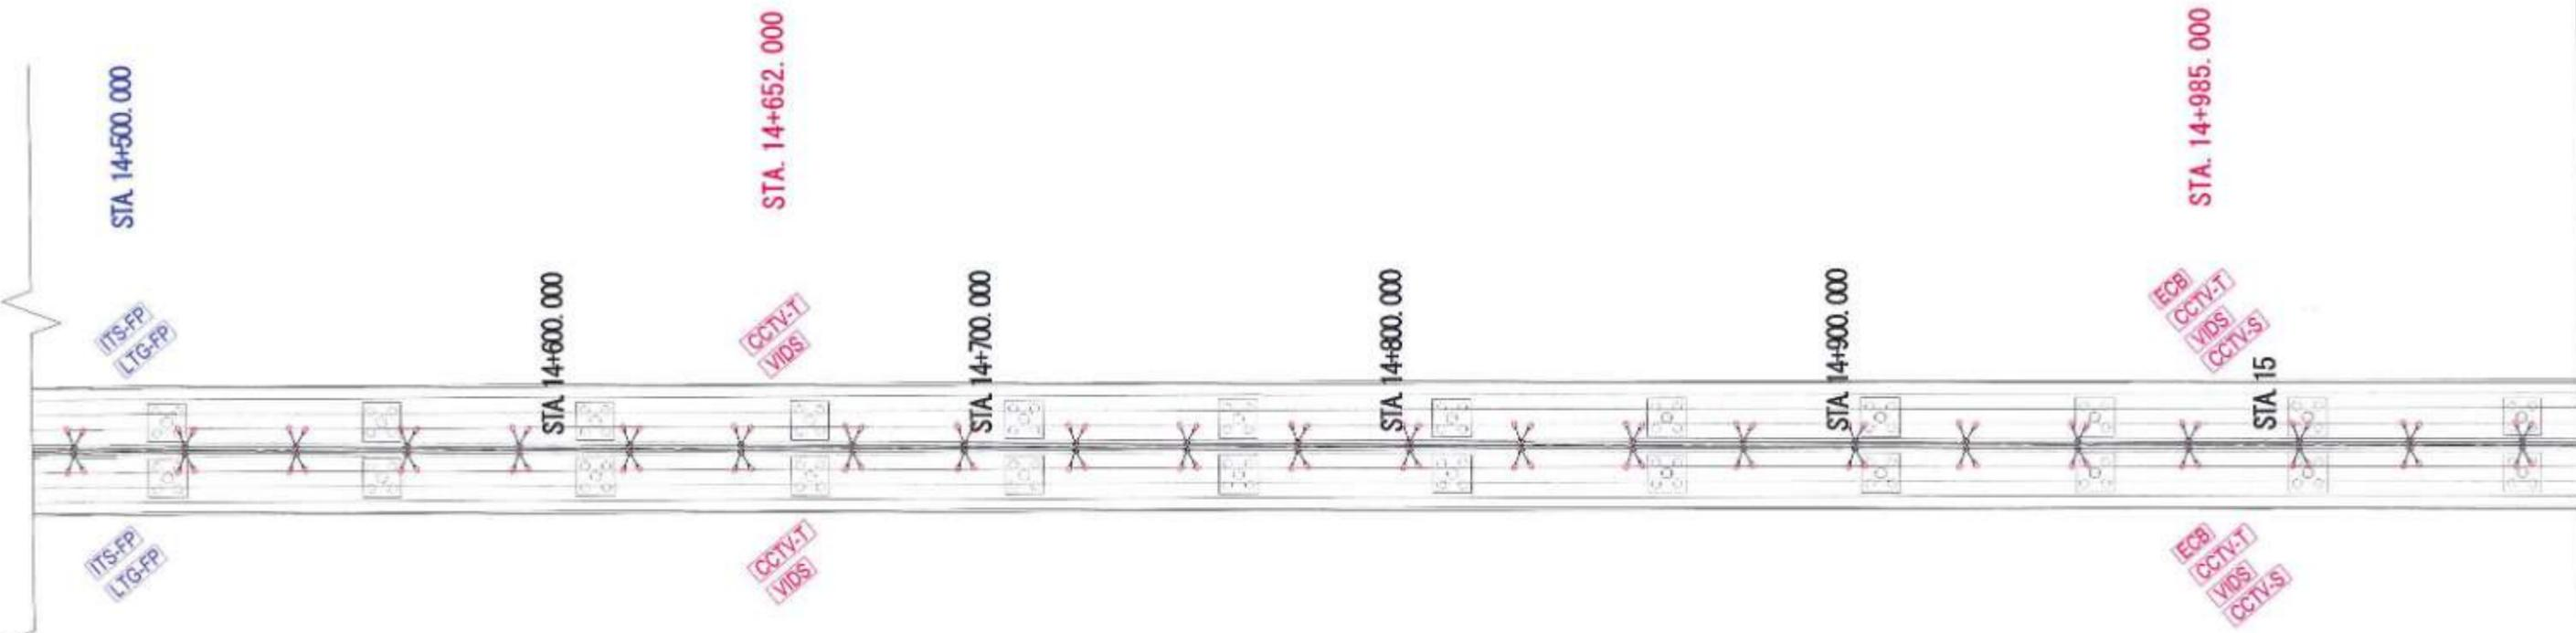 STA 14+500.000
STA. 14+652. 000
STA. 14+985. 000
STA 14+600. 000
STA 14+700. 000
STA 14+800. 000
STA 14+900. 000
STA 15
ITS-FP
LTG-FP
CCTV-T
VIDS
ECB
CCTV-T
VIDS
CCTV-S
ITS-FP
LTG-FP
CCTV-T
VIDS
ECB
CCTV-T
VIDS
CCTV-S